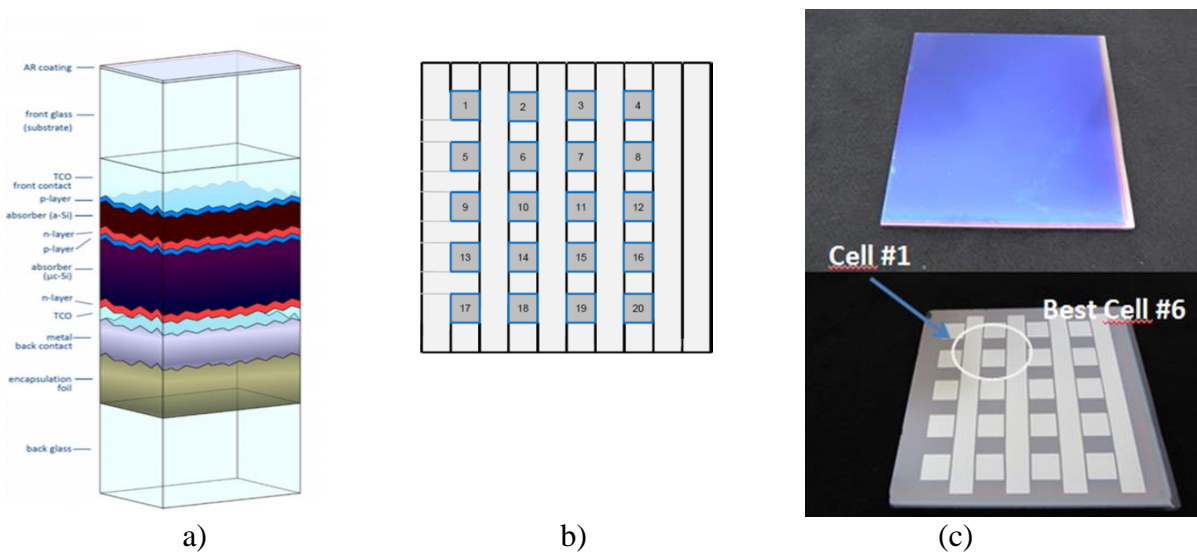 AR coating
front glass
(substrate)
TCO
front contact
p-layer
absorber (a-Si)
n-layer
p-layer
absorber
(µc-Si)
n-layer
TCO
metal
back contact
encapsulation
foil
back glass
a)
1 2 3 4
5 6 7 8
9 10 11 12
13 14 15 16
17 18 19 20
b)
Cell #1
Best Cell #6
(c)